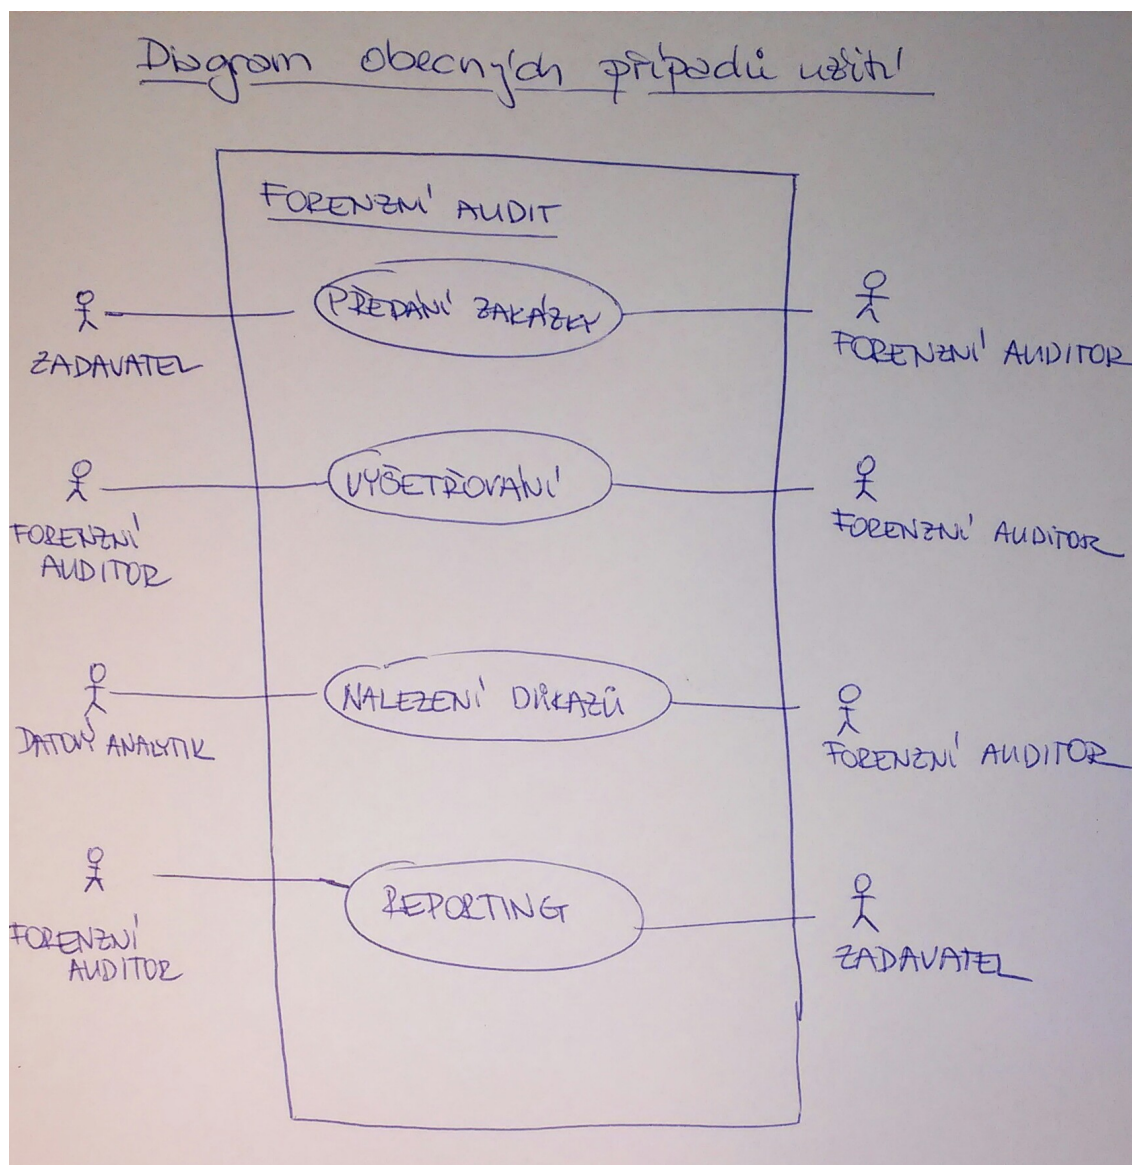 Diagram obecných případů užití
FORENZNÍ AUDIT
PŘEDÁNÍ ZAKÁZKY
ZADAVATEL
FORENZNÍ AUDITOR
VYŠETŘOVÁNÍ
FORENZNÍ
AUDITOR
FORENZNÍ AUDITOR
NALEZENÍ DŮKAZŮ
DATOVÝ ANALYTIK
FORENZNÍ AUDITOR
REPORTING
FORENZNÍ
AUDITOR
ZADAVATEL